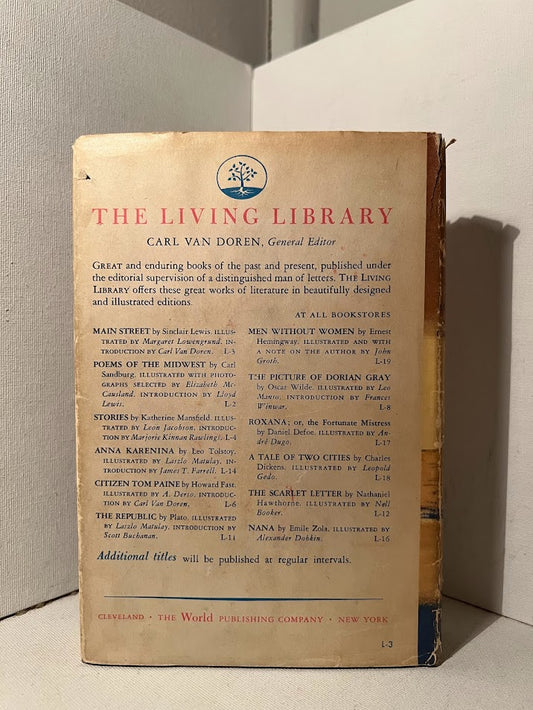 THE LIVING LIBRARY
CARL VAN DOREN, General Editor
GREAT and enduring books of the past and present, published under
the editorial supervision of a distinguished man of letters. THE LIVING
LIBRARY offers these great works of literature in beautifully designed
and illustrated editions.
AT ALL BOOKSTORES
MAIN STREET by Sinclair Lewis. ILLUS-
TRATED BY Margaret Lowengrund. IN-
TRODUCTION BY Carl Van Doren. L-3
POEMS OF THE MIDWEST by Carl
Sandburg. ILLUSTRATED WITH PHOTO-
GRAPHS SELECTED BY Elizabeth Mc-
Causland. INTRODUCTION BY Lloyd
Lewis. L-2
STORIES by Katherine Mansfield. ILLUS-
TRATED BY Leon Jacobson. INTRODUC-
TION BY Marjorie Kinnan Rawlings. L-4
ANNA KARENINA by Leo Tolstoy.
ILLUSTRATED BY Laszlo Matulay. IN-
TRODUCTION BY James T. Farrell. L-14
CITIZEN TOM PAINE by Howard Fast.
ILLUSTRATED BY A. Derso. INTRODUC-
TION BY Carl Van Doren. L-6
THE REPUBLIC by Plato. ILLUSTRATED
BY Laszlo Matulay. INTRODUCTION BY
Scott Buchanan. L-11
MEN WITHOUT WOMEN by Ernest
Hemingway. ILLUSTRATED AND WITH
A NOTE ON THE AUTHOR BY John
Groth. L-19
THE PICTURE OF DORIAN GRAY
by Oscar Wilde. ILLUSTRATED BY Leo
Manso. INTRODUCTION BY Frances
Winwar. L-8
ROXANA; or, the Fortunate Mistress
by Daniel Defoe. ILLUSTRATED BY An-
dré Dugo. L-17
A TALE OF TWO CITIES by Charles
Dickens. ILLUSTRATED BY Leopold
Gedo. L-18
THE SCARLET LETTER by Nathaniel
Hawthorne. ILLUSTRATED BY Nell
Booker. L-12
NANA by Emile Zola. ILLUSTRATED BY
Alexander Dobkin. L-16
Additional titles will be published at regular intervals.
CLEVELAND · THE World PUBLISHING COMPANY · NEW YORK
L-3